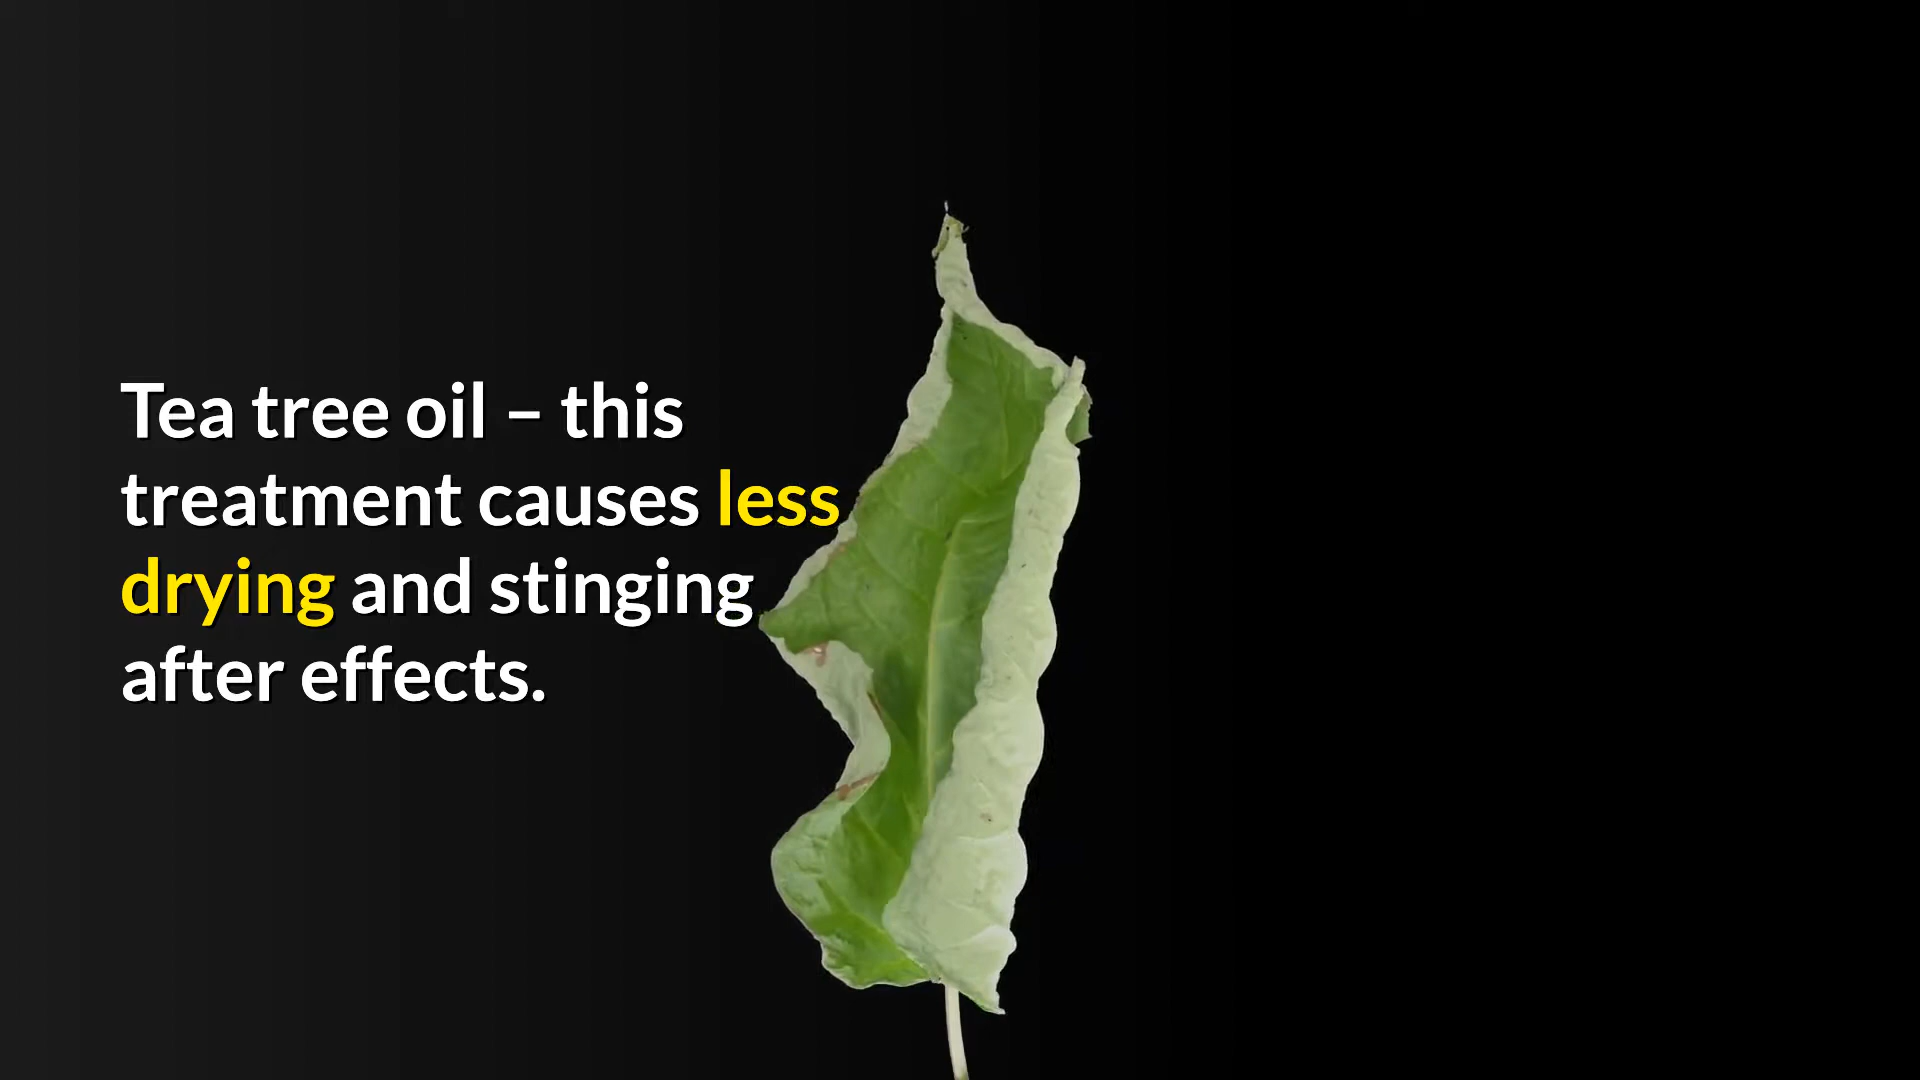 Tea tree oil – this
treatment causes less
drying and stinging
after effects.